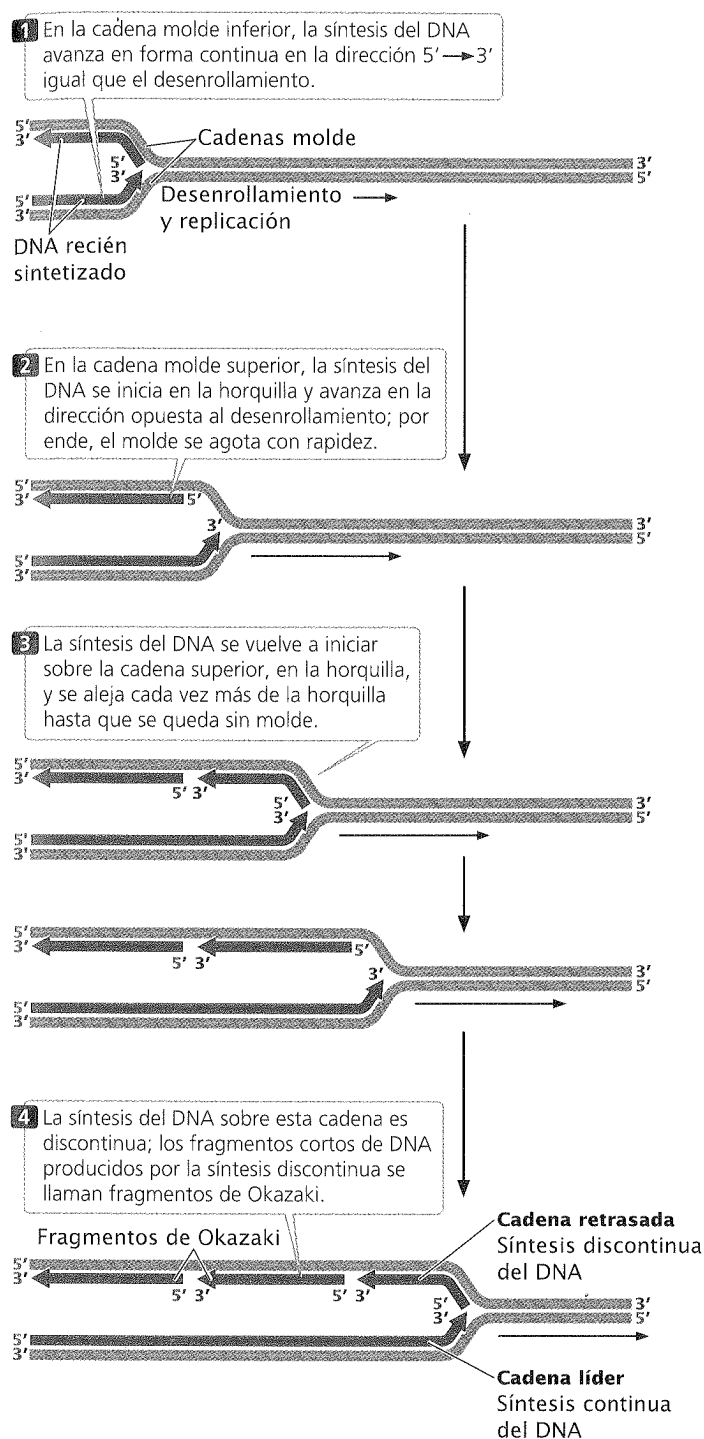 1 En la cadena molde inferior, la síntesis del DNA
avanza en forma continua en la dirección 5’ → 3’
igual que el desenrollamiento.
5’
3’
Cadenas molde
5’
3’
3’
5’
5’
3’
Desenrollamiento
y replicación
DNA recién
sintetizado
2 En la cadena molde superior, la síntesis del
DNA se inicia en la horquilla y avanza en la
dirección opuesta al desenrollamiento; por
ende, el molde se agota con rapidez.
5’
3’
5’
3’
3’
5’
5’
3’
3 La síntesis del DNA se vuelve a iniciar
sobre la cadena superior, en la horquilla,
y se aleja cada vez más de la horquilla
hasta que se queda sin molde.
5’
3’
5’ 3’
5’
3’
3’
5’
5’
3’
5’
3’
5’ 3’
5’
3’
3’
5’
5’
3’
4 La síntesis del DNA sobre esta cadena es
discontinua; los fragmentos cortos de DNA
producidos por la síntesis discontinua se
llaman fragmentos de Okazaki.
Fragmentos de Okazaki
Cadena retrasada
Síntesis discontinua
del DNA
5’
3’
5’ 3’
5’ 3’
5’
3’
3’
5’
5’
3’
Cadena líder
Síntesis continua
del DNA